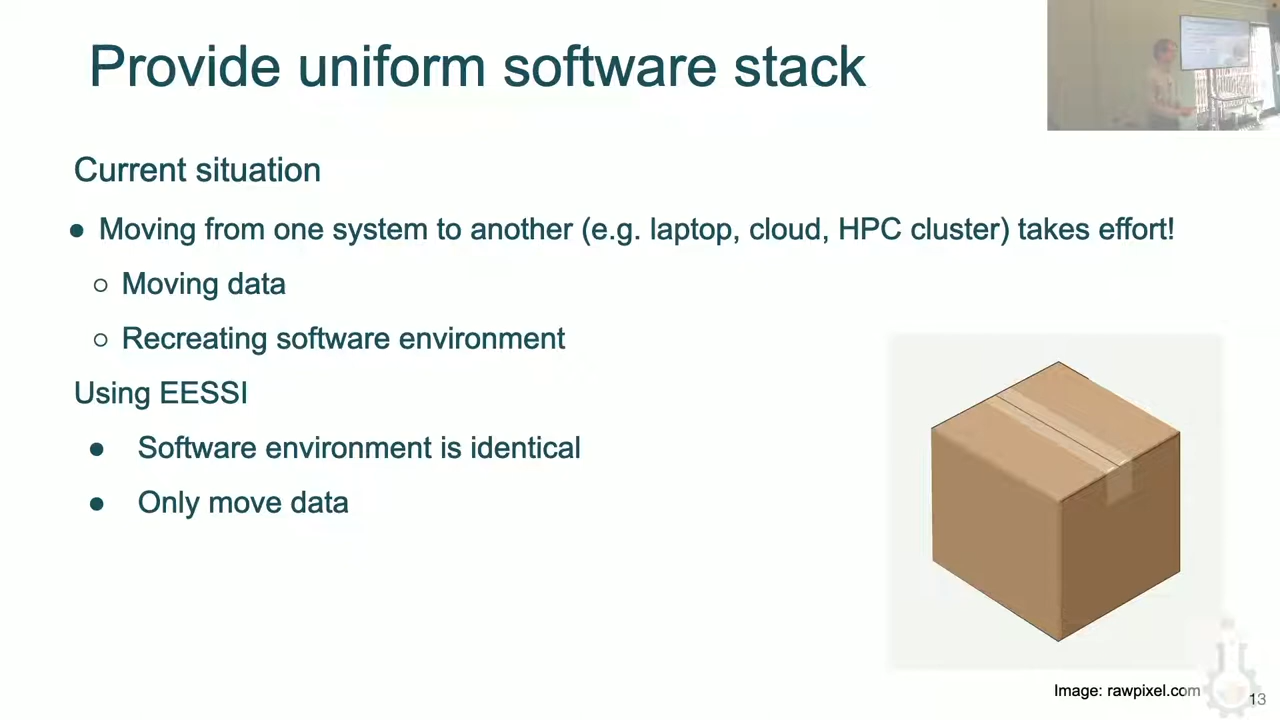 Provide uniform software stack
Current situation
● Moving from one system to another (e.g. laptop, cloud, HPC cluster) takes effort!
○ Moving data
○ Recreating software environment
Using EESSI
● Software environment is identical
● Only move data
Image: rawpixel.com
13